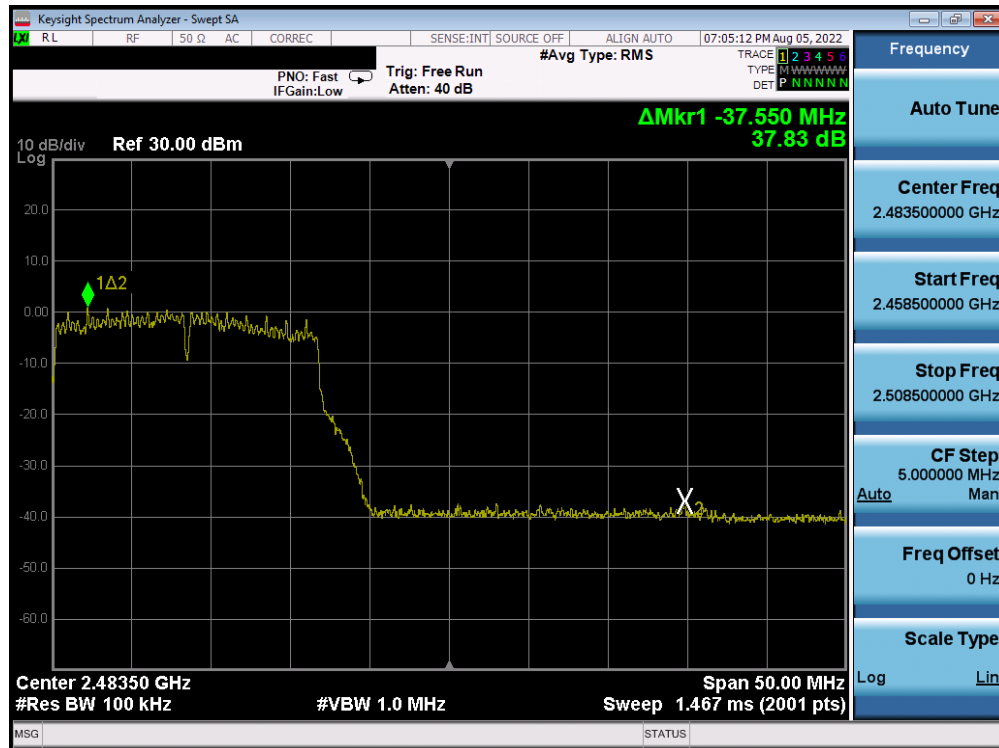 Keysight Spectrum Analyzer - Swept SA
LXI RL RF 50 Ω AC CORREC SENSE:INT SOURCE OFF ALIGN AUTO 07:05:12 PM Aug 05, 2022
#Avg Type: RMS
TRACE 1 2 3 4 5 6
PNO: Fast Trig: Free Run
TYPE M W W W W W
IFGain:Low Atten: 40 dB
DET P N N N N N
ΔMkr1 -37.550 MHz
37.83 dB
10 dB/div Ref 30.00 dBm
Log
20.0
10.0
1Δ2
0.00
-10.0
-20.0
-30.0
X2
-40.0
-50.0
-60.0
Center 2.48350 GHz Span 50.00 MHz
#Res BW 100 kHz #VBW 1.0 MHz Sweep 1.467 ms (2001 pts)
MSG STATUS
Frequency
Auto Tune
Center Freq
2.483500000 GHz
Start Freq
2.458500000 GHz
Stop Freq
2.508500000 GHz
CF Step
5.000000 MHz
Auto Man
Freq Offset
0 Hz
Scale Type
Log Lin